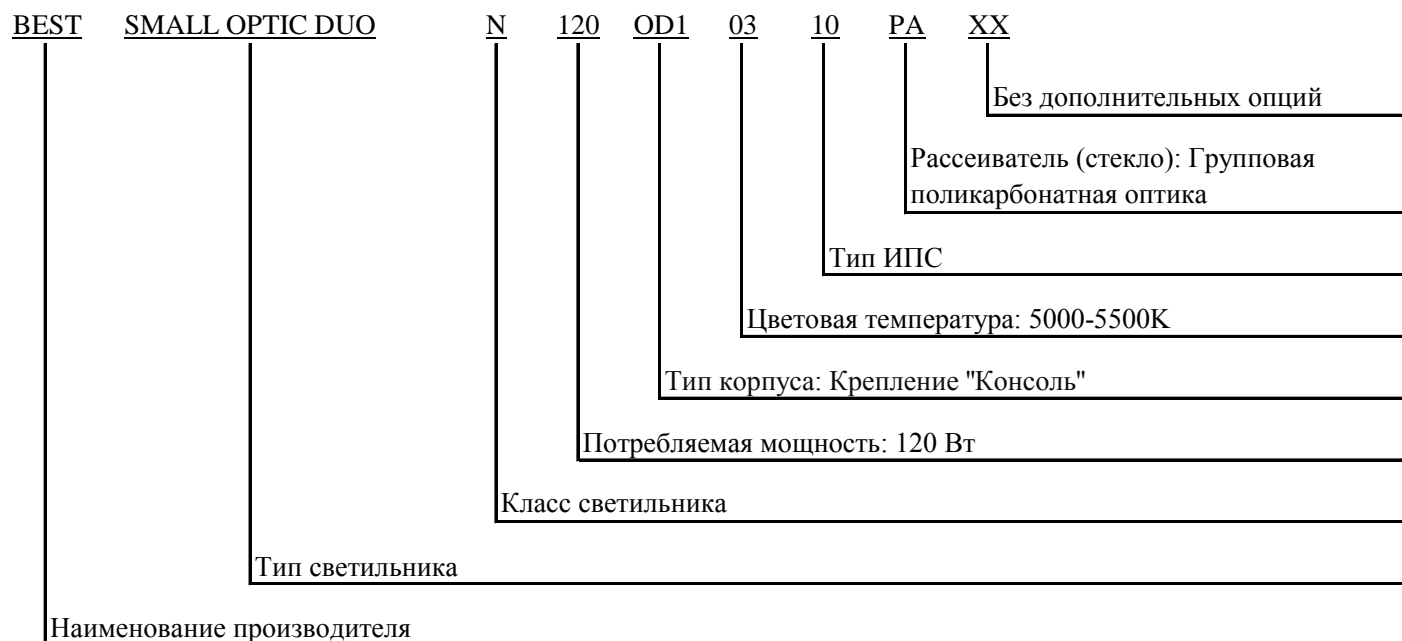 BEST SMALL OPTIC DUO N 120 OD1 03 10 PA XX
Без дополнительных опций
Рассеиватель (стекло): Групповая
поликарбонатная оптика
Тип ИПС
Цветовая температура: 5000-5500К
Тип корпуса: Крепление "Консоль"
Потребляемая мощность: 120 Вт
Класс светильника
Тип светильника
Наименование производителя